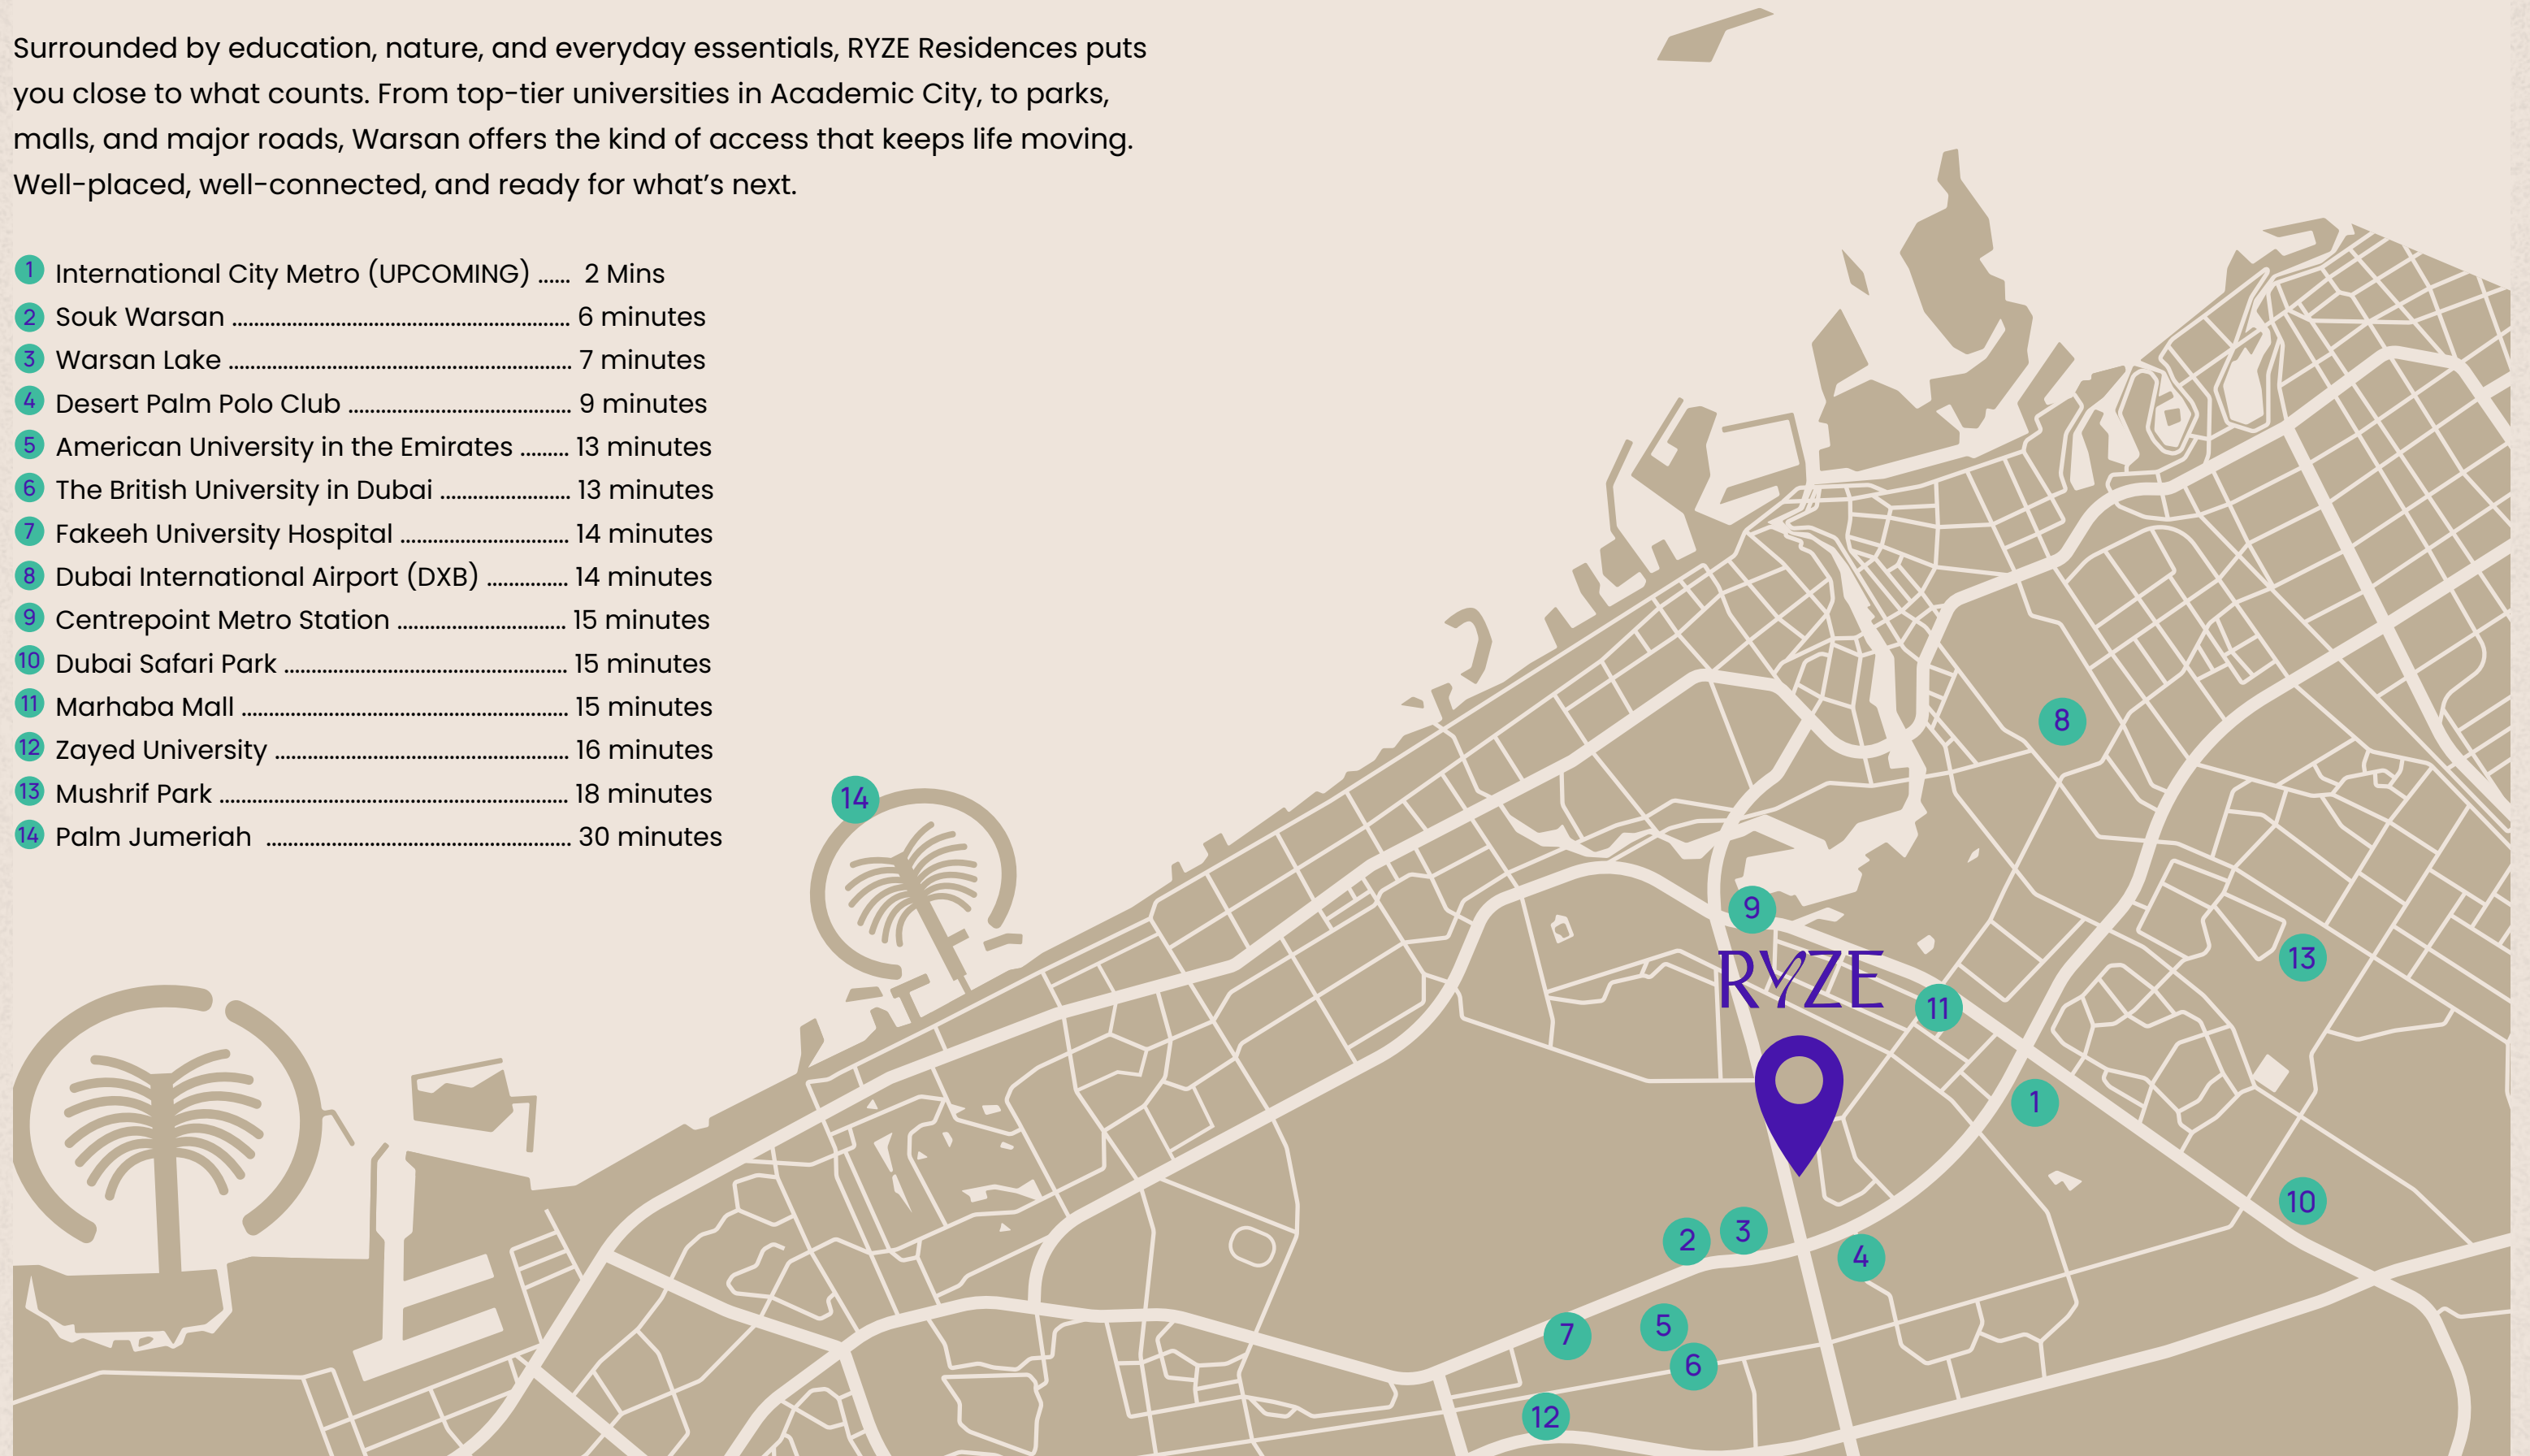 Surrounded by education, nature, and everyday essentials, RYZE Residences puts
you close to what counts. From top-tier universities in Academic City, to parks,
malls, and major roads, Warsan offers the kind of access that keeps life moving.
Well-placed, well-connected, and ready for what's next.
1 International City Metro (UPCOMING) ...... 2 Mins
2 Souk Warsan ........ 6 minutes
3 Warsan Lake ........ 7 minutes
4 Desert Palm Polo Club ........ 9 minutes
5 American University in the Emirates ......... 13 minutes
6 The British University in Dubai ........ 13 minutes
7 Fakeeh University Hospital ........ 14 minutes
8 Dubai International Airport (DXB) ........ 14 minutes
9 Centrepoint Metro Station ........ 15 minutes
10 Dubai Safari Park ........ 15 minutes
11 Marhaba Mall ........ 15 minutes
12 Zayed University ........ 16 minutes
13 Mushrif Park ........ 18 minutes
14 Palm Jumeriah ........ 30 minutes
8
14
9
13
RYZE
11
1
10
3
2
4
5
7
6
12